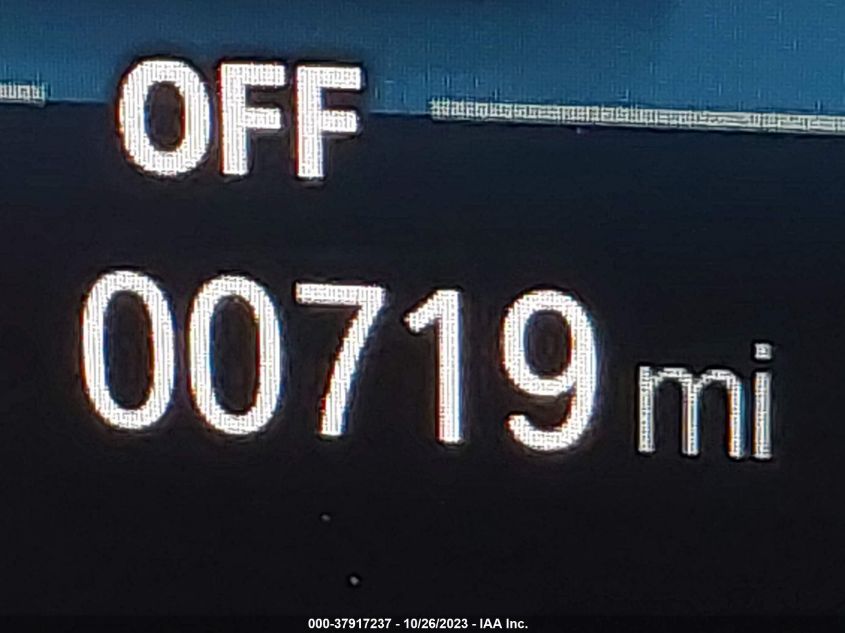 OFF
00719 mi
000-37917237 - 10/26/2023 - IAA Inc.